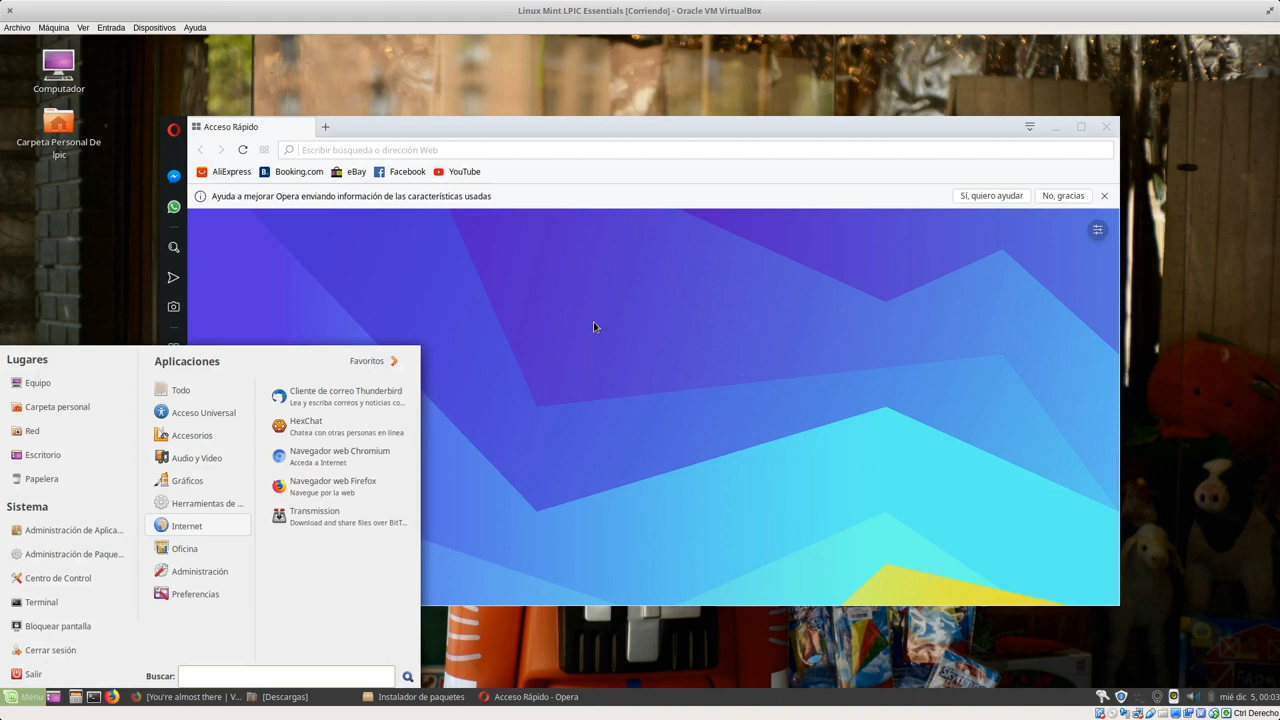 Linux Mint LPIC Essentials [Corriendo] - Oracle VM VirtualBox
Archivo Máquina Ver Entrada Dispositivos Ayuda
Computador
Carpeta Personal De
lpic
Acceso Rápido
Escribir búsqueda o dirección Web
AliExpress Booking.com eBay Facebook YouTube
Ayuda a mejorar Opera enviando información de las características usadas
Sí, quiero ayudar
No, gracias
Lugares
Equipo
Carpeta personal
Red
Escritorio
Papelera
Sistema
Administración de Aplica...
Administración de Paque...
Centro de Control
Terminal
Bloquear pantalla
Cerrar sesión
Salir
Aplicaciones
Favoritos
Todo
Acceso Universal
Accesorios
Audio y Video
Gráficos
Herramientas de ...
Internet
Oficina
Administración
Preferencias
Cliente de correo Thunderbird
Lea y escriba correos y noticias co...
HexChat
Chatea con otras personas en línea
Navegador web Chromium
Acceda a Internet
Navegador web Firefox
Navegue por la web
Transmission
Download and share files over BitT...
Buscar:
Menú
[You're almost there | V...
[Descargas]
Instalador de paquetes
Acceso Rápido - Opera
mié dic 5, 00:03
Ctrl Derecho